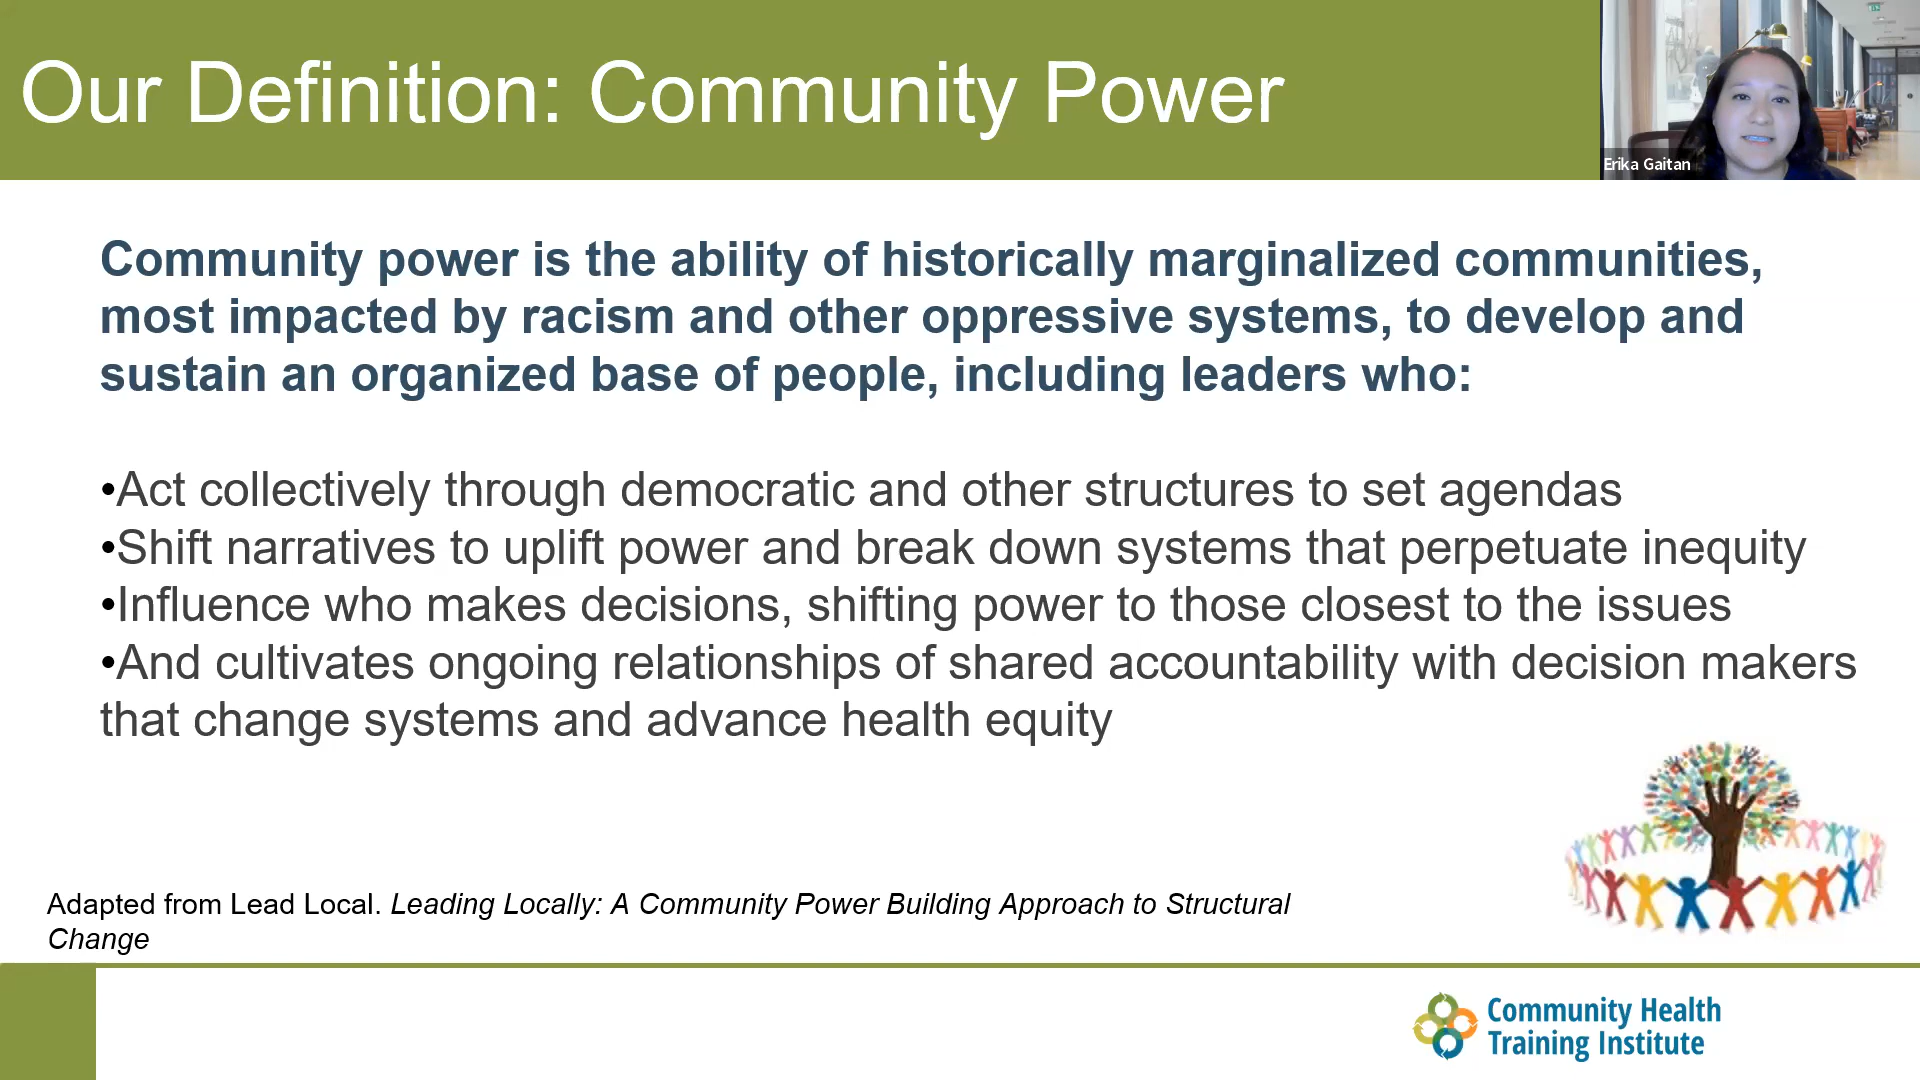 Our Definition: Community Power
Erika Gaitan
Community power is the ability of historically marginalized communities,
most impacted by racism and other oppressive systems, to develop and
sustain an organized base of people, including leaders who:
•Act collectively through democratic and other structures to set agendas
•Shift narratives to uplift power and break down systems that perpetuate inequity
•Influence who makes decisions, shifting power to those closest to the issues
•And cultivates ongoing relationships of shared accountability with decision makers
that change systems and advance health equity
Adapted from Lead Local. Leading Locally: A Community Power Building Approach to Structural
Change
Community Health
Training Institute